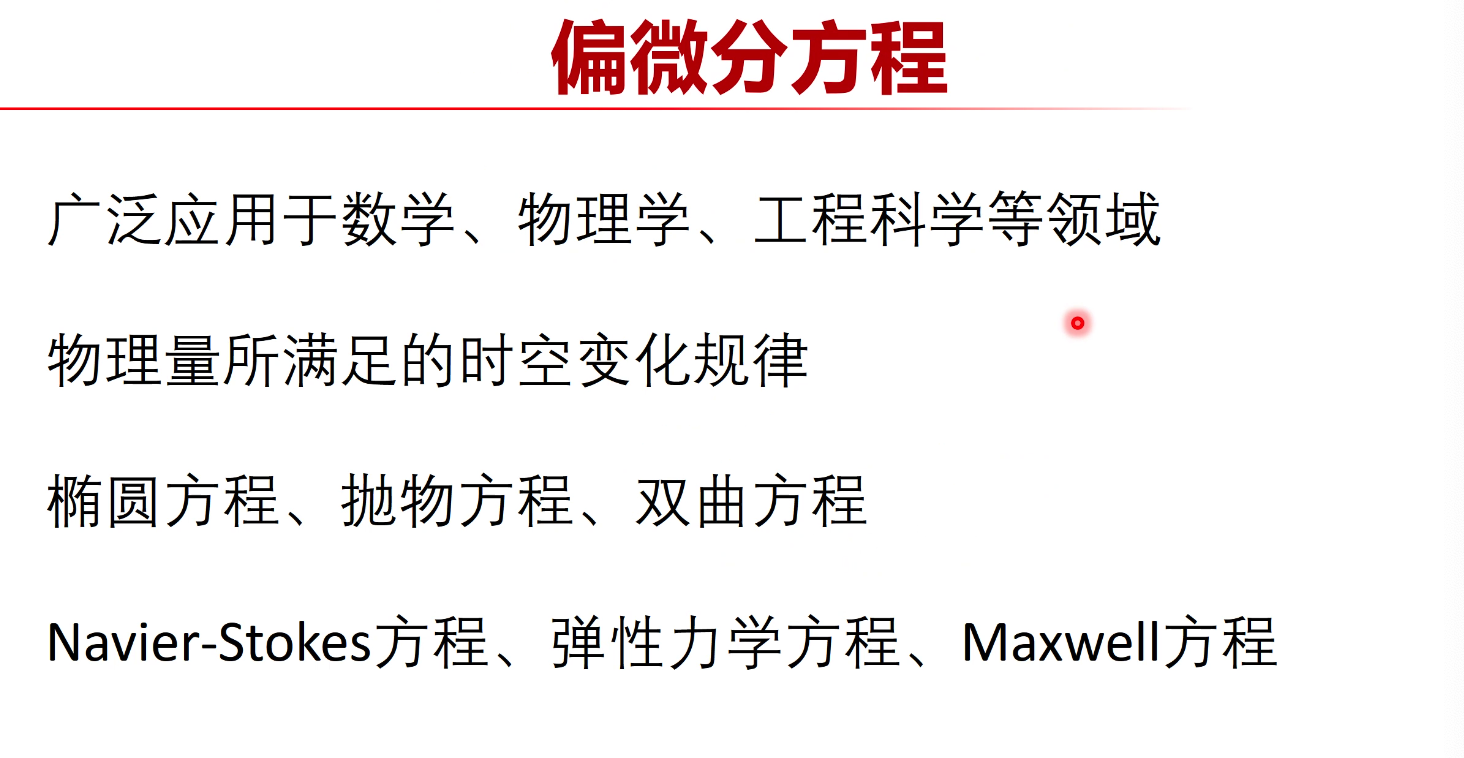 偏微分方程
广泛应用于数学、物理学、工程科学等领域
物理量所满足的时空变化规律
椭圆方程、抛物方程、双曲方程
Navier-Stokes方程、弹性力学方程、Maxwell方程